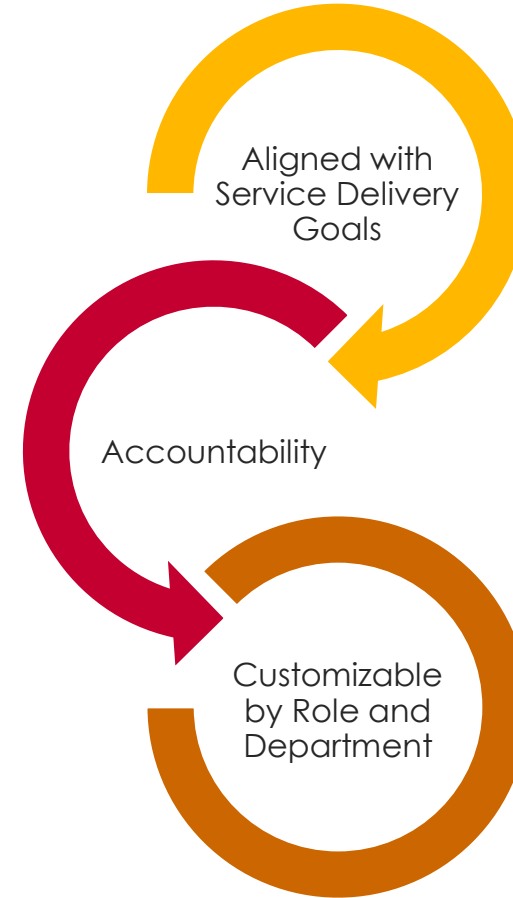 Aligned with
Service Delivery
Goals
Accountability
Customizable
by Role and
Department